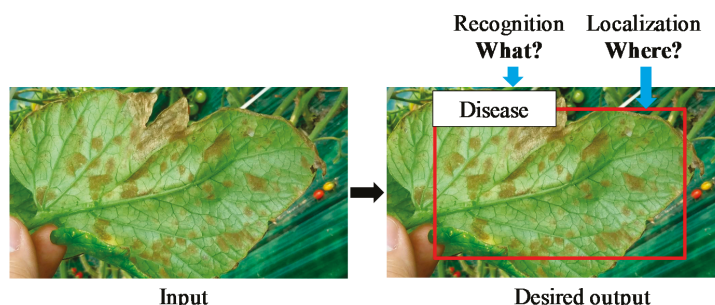 Recognition
What?
Localization
Where?
Disease
Input
Desired output